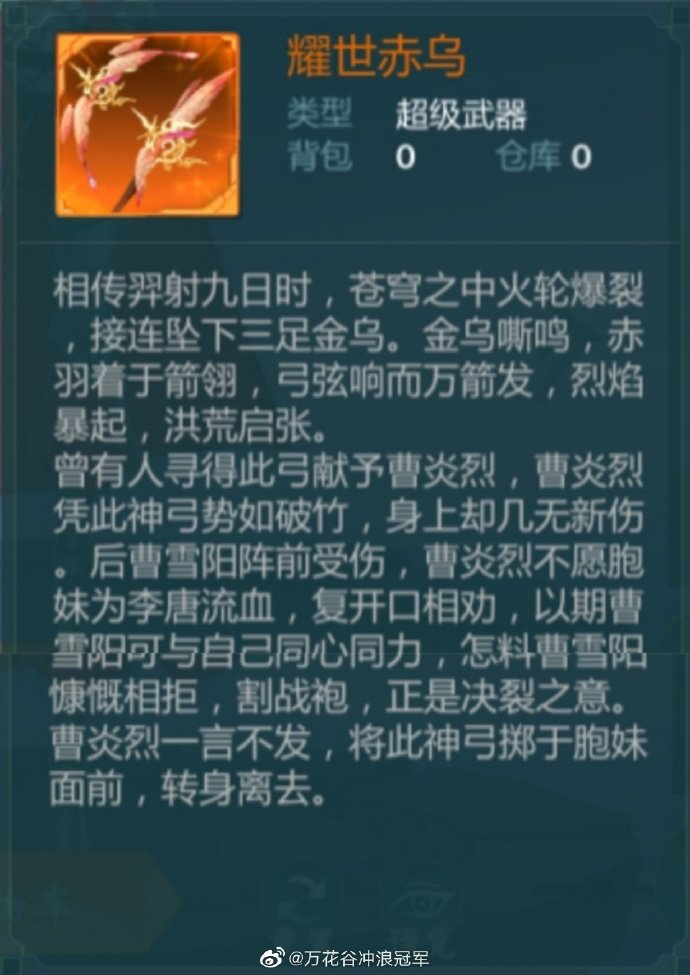 耀世赤乌
类型 超级武器
背包 0 仓库 0
相传羿射九日时，苍穹之中火轮爆裂
，接连坠下三足金乌。金乌嘶鸣，赤
羽着于箭翎，弓弦响而万箭发，烈焰
暴起，洪荒启张。
曾有人寻得此弓献予曹炎烈，曹炎烈
凭此神弓势如破竹，身上却几无新伤
。后曹雪阳阵前受伤，曹炎烈不愿胞
妹为李唐流血，复开口相劝，以期曹
雪阳可与自己同心同力，怎料曹雪阳
慷慨相拒，割战袍，正是决裂之意。
曹炎烈一言不发，将此神弓掷于胞妹
面前，转身离去。
@万花谷冲浪冠军